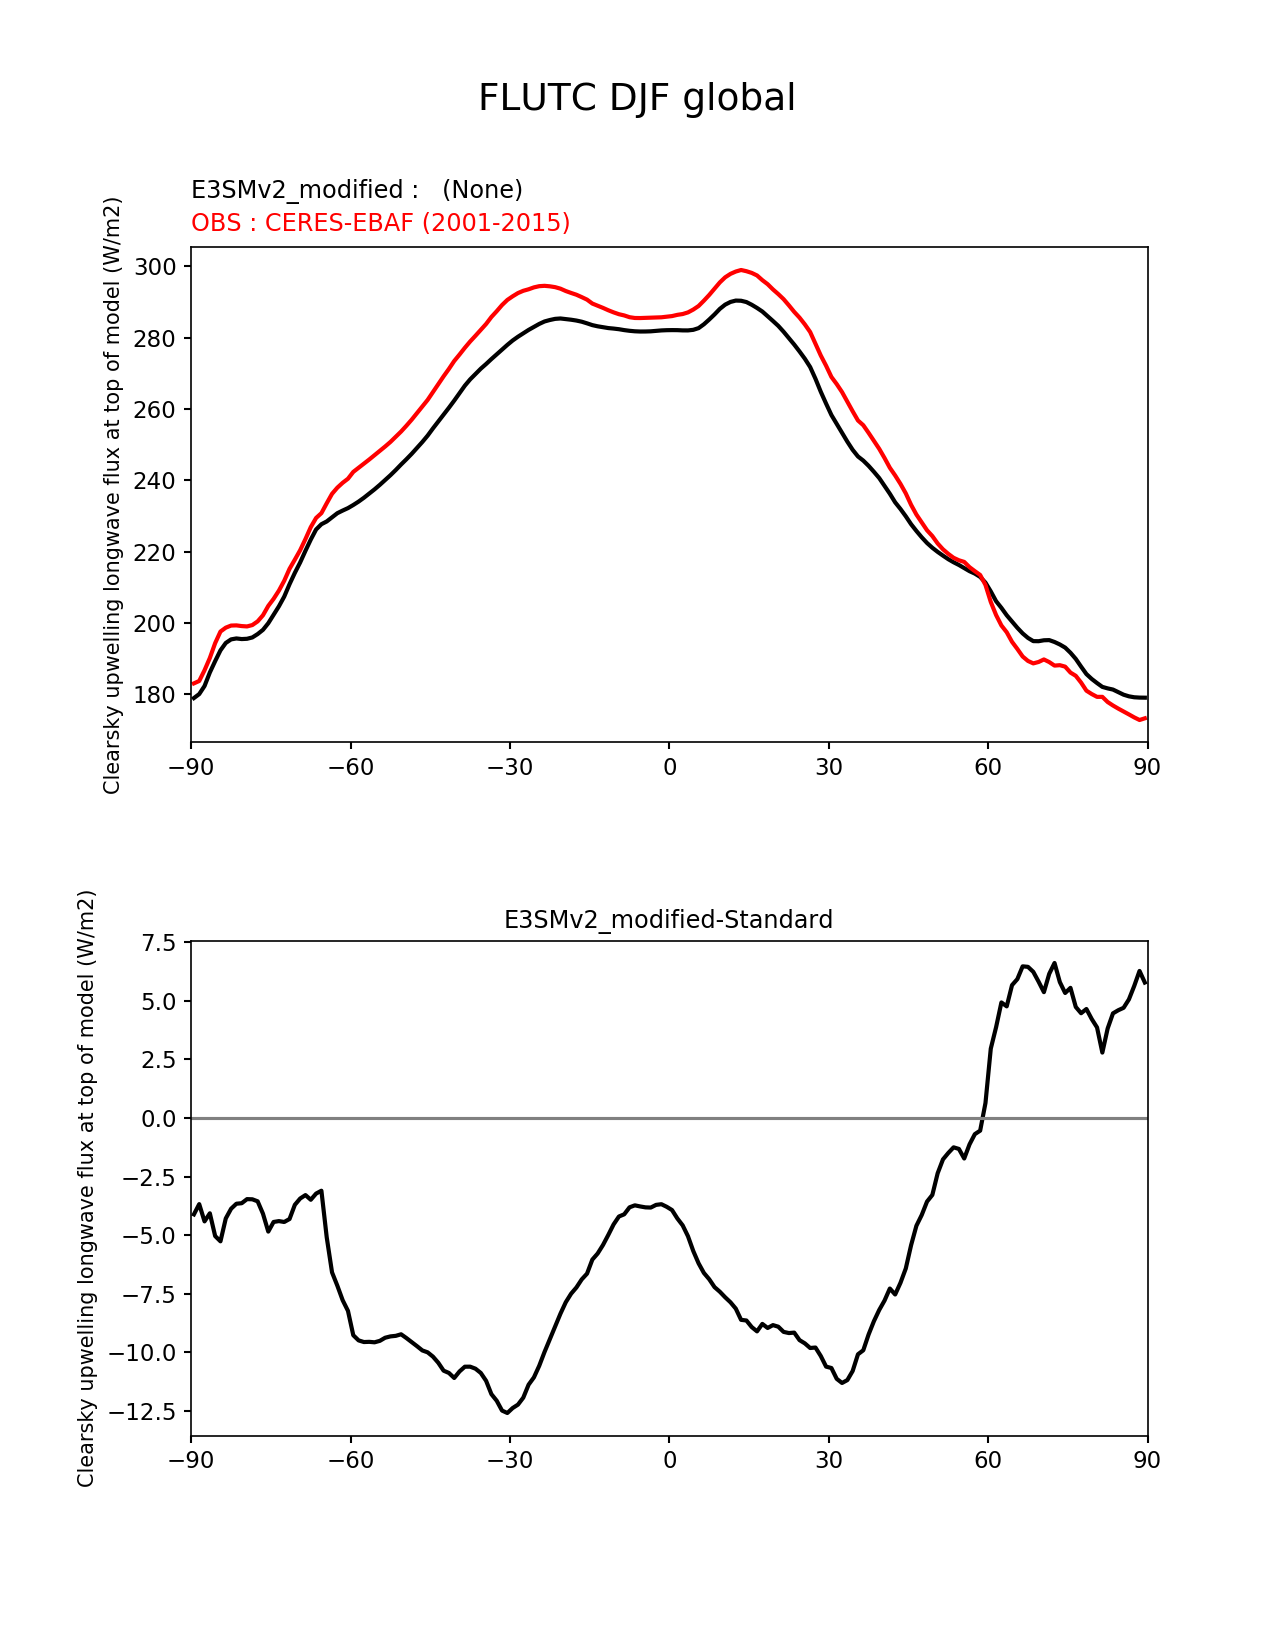 FLUTC DJF global
E3SMv2_modified :   (None)
OBS : CERES-EBAF (2001-2015)
Clearsky upwelling longwave flux at top of model (W/m2)
300
280
260
240
220
200
180
−90 −60 −30 0 30 60 90
E3SMv2_modified-Standard
Clearsky upwelling longwave flux at top of model (W/m2)
7.5
5.0
2.5
0.0
−2.5
−5.0
−7.5
−10.0
−12.5
−90 −60 −30 0 30 60 90